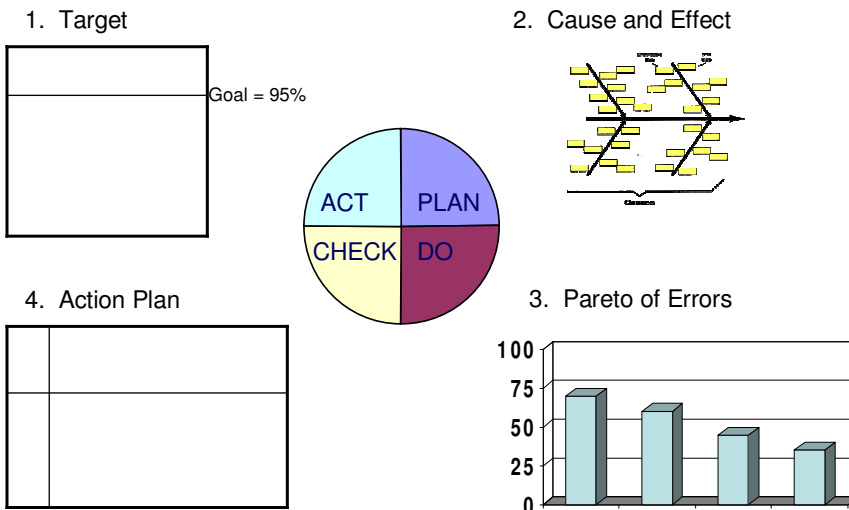 1. Target
2. Cause and Effect
Goal = 95%
ACT
PLAN
CHECK
DO
Causes
4. Action Plan
3. Pareto of Errors
100
75
50
25
0